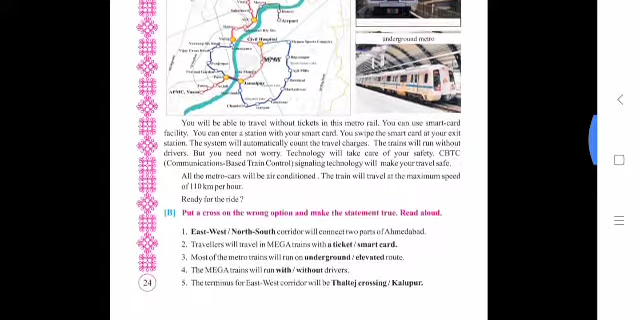 Airport
Civil Hospital
APMC, Vasna
underground metro
You will be able to travel without tickets in this metro rail. You can use smart-card
facility. You can enter a station with your smart card. You swipe the smart card at your exit
station. The system will automatically count the travel charges. The trains will run without
drivers. But you need not worry. Technology will take care of your safety. CBTC
(Communications-Based Train Control) signaling technology will make your travel safe.
All the metro-cars will be air conditioned . The train will travel at the maximum speed
of 110 km per hour.
Ready for the ride ?
[B] Put a cross on the wrong option and make the statement true. Read aloud.
1. East-West / North-South corridor will connect two parts of Ahmedabad.
2. Travellers will travel in MEGA trains with a ticket / smart card.
3. Most of the metro trains will run on underground / elevated route.
4. The MEGA trains will run with / without drivers.
5. The terminus for East-West corridor will be Thaltej crossing / Kalupur.
24